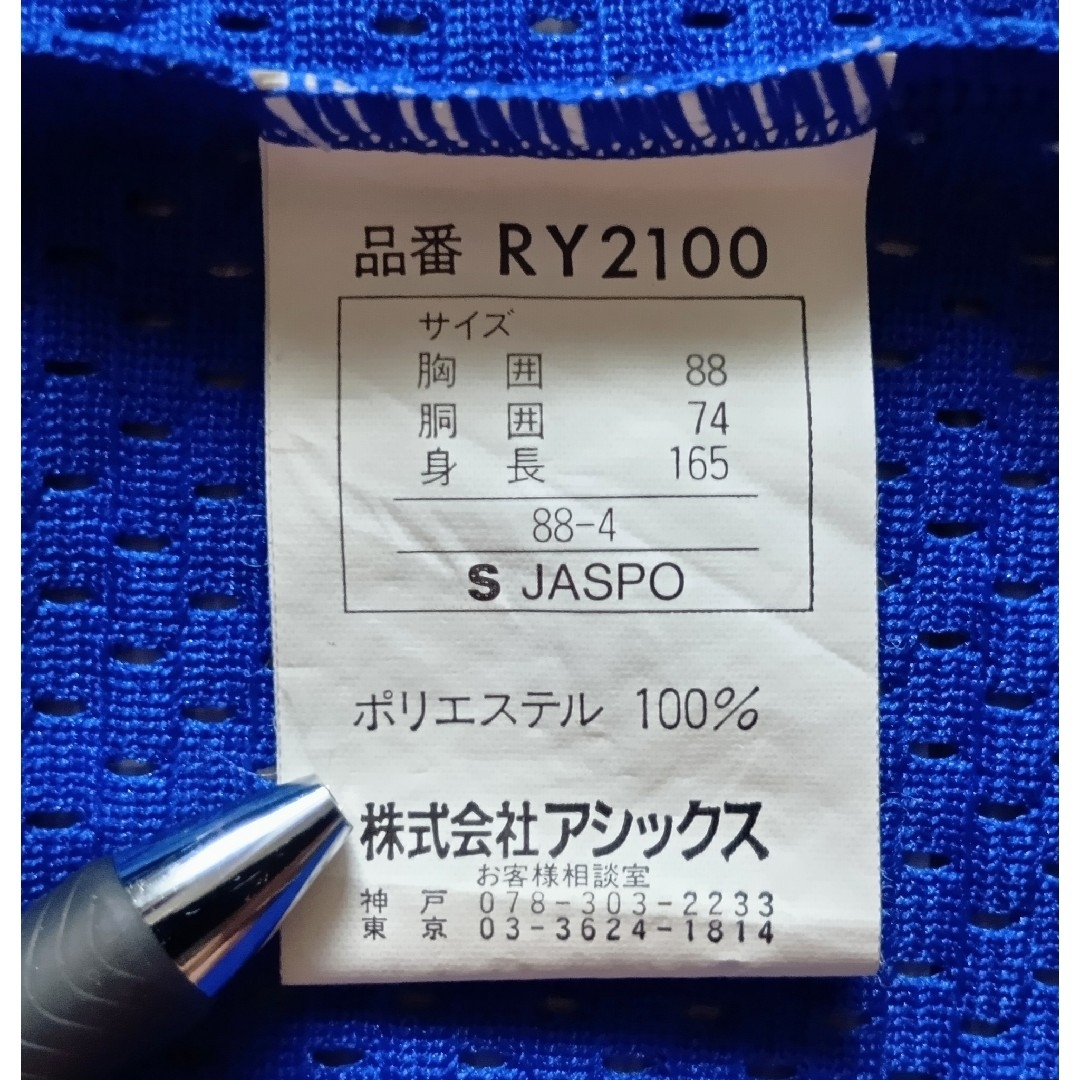 品番 RY2100
サイズ
胸囲 88
胴囲 74
身長 165
88-4
S JASPO
ポリエステル 100%
株式会社アシックス
お客様相談室
神戸 078-303-2233
東京 03-3624-1814